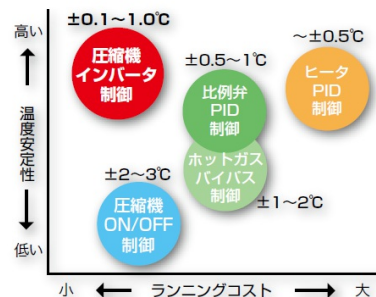 高い
温度安定性
低い
±0.1〜1.0℃
圧縮機
インバータ
制御
±0.5〜1℃
比例弁
PID
制御
〜±0.5℃
ヒータ
PID
制御
ホットガス
バイパス
制御
±1〜2℃
±2〜3℃
圧縮機
ON/OFF
制御
小
ランニングコスト
大